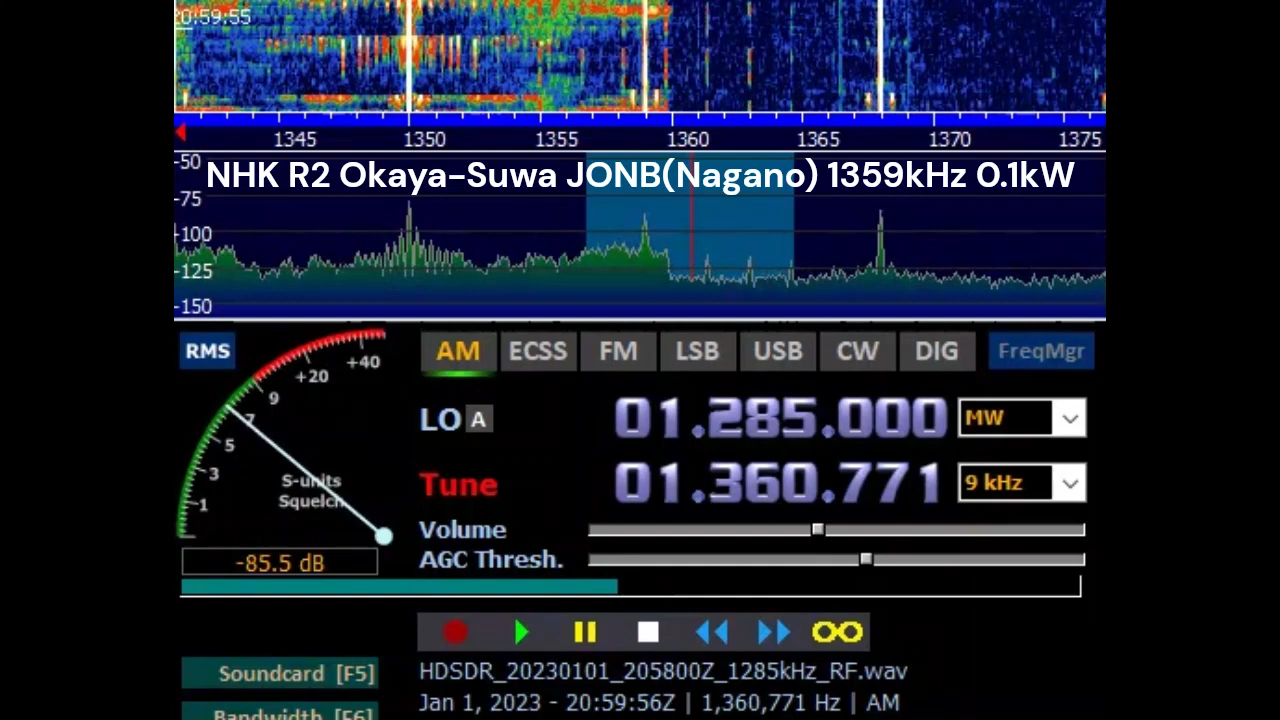 20:59:55
1345 1350 1355 1360 1365 1370 1375
-50
NHK R2 Okaya-Suwa JONB(Nagano) 1359kHz 0.1kW
-75
-100
-125
-150
RMS +40 +20 9 7 5 3 1
AM ECSS FM LSB USB CW DIG FreqMgr
LO A 01.285.000 MW
S-units
Squelch
Tune 01.360.771 9 kHz
Volume
-85.5 dB
AGC Thresh.
Soundcard [F5]
HDSDR_20230101_205800Z_1285kHz_RF.wav
Jan 1, 2023 - 20:59:56Z | 1,360,771 Hz | AM
Bandwidth [F6]